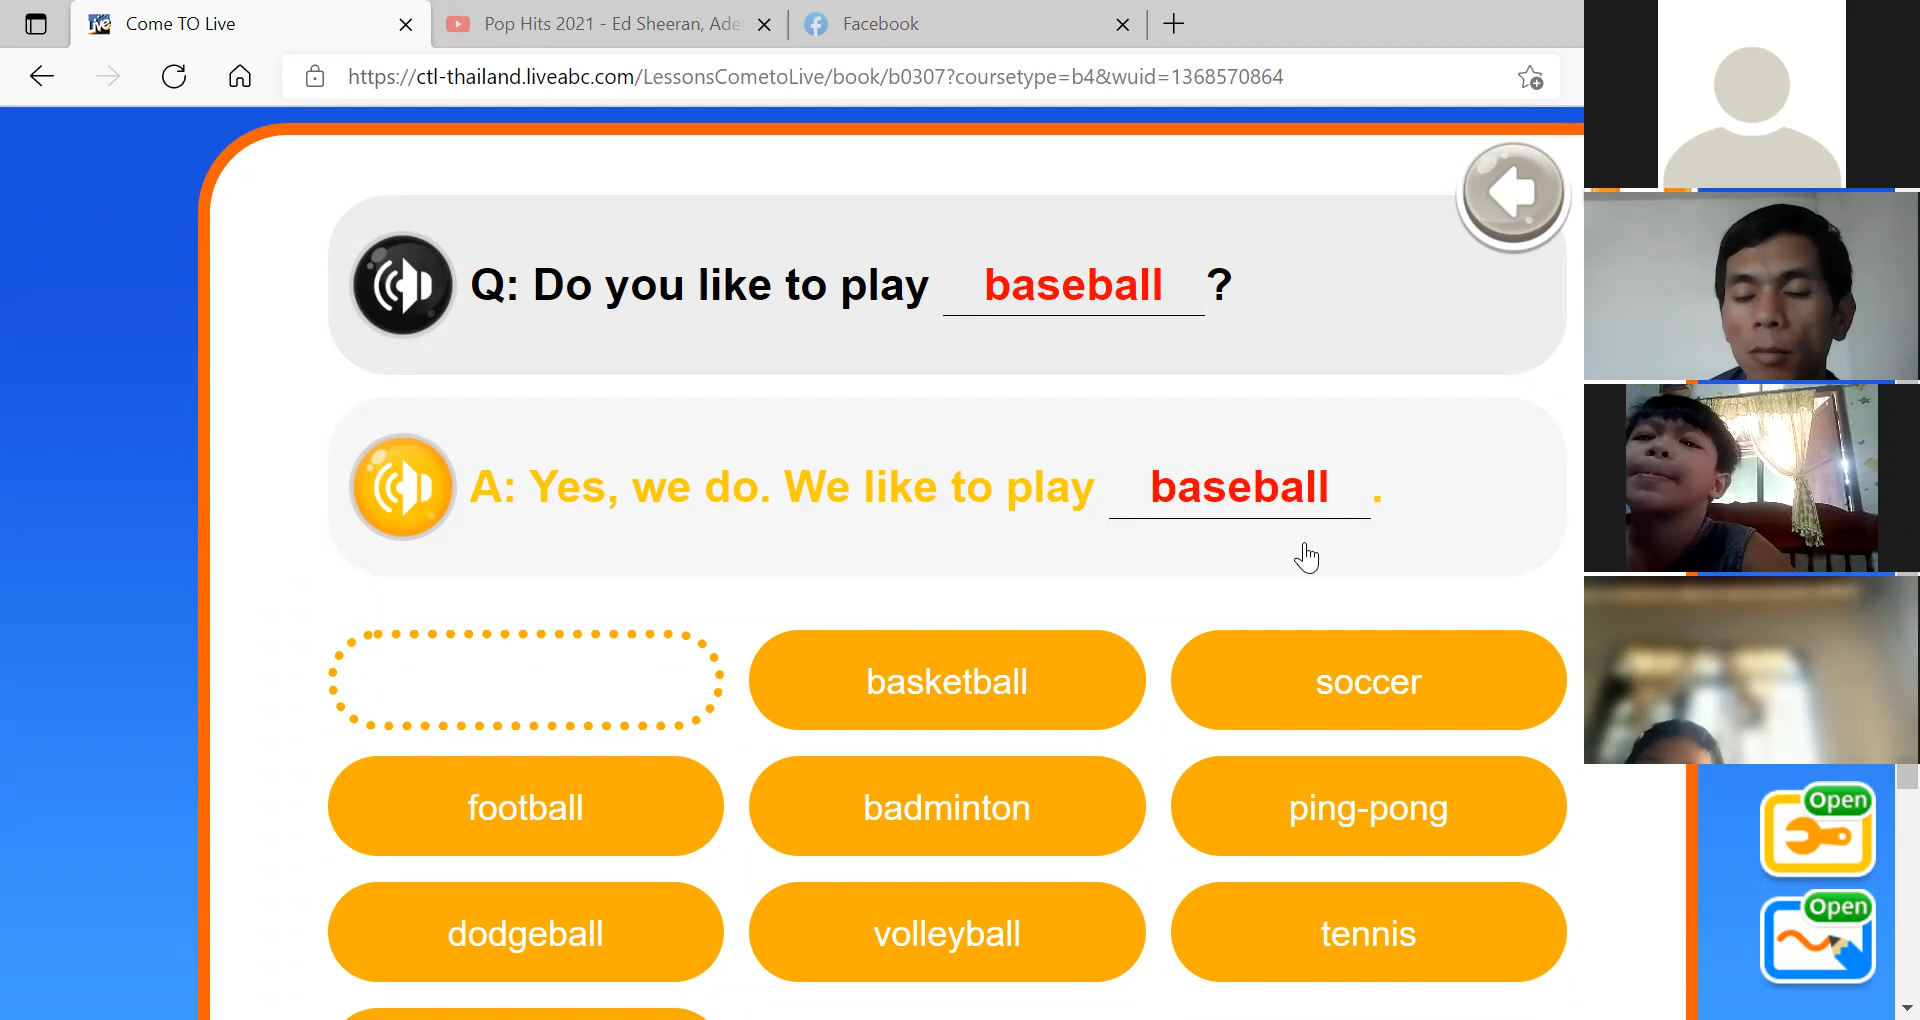 Come TO Live
Pop Hits 2021 - Ed Sheeran, Ade
Facebook
https://ctl-thailand.liveabc.com/LessonsCometoLive/book/b0307?coursetype=b4&wuid=1368570864
Q: Do you like to play baseball ?
A: Yes, we do. We like to play baseball .
basketball
soccer
football
badminton
ping-pong
dodgeball
volleyball
tennis
Open
Open